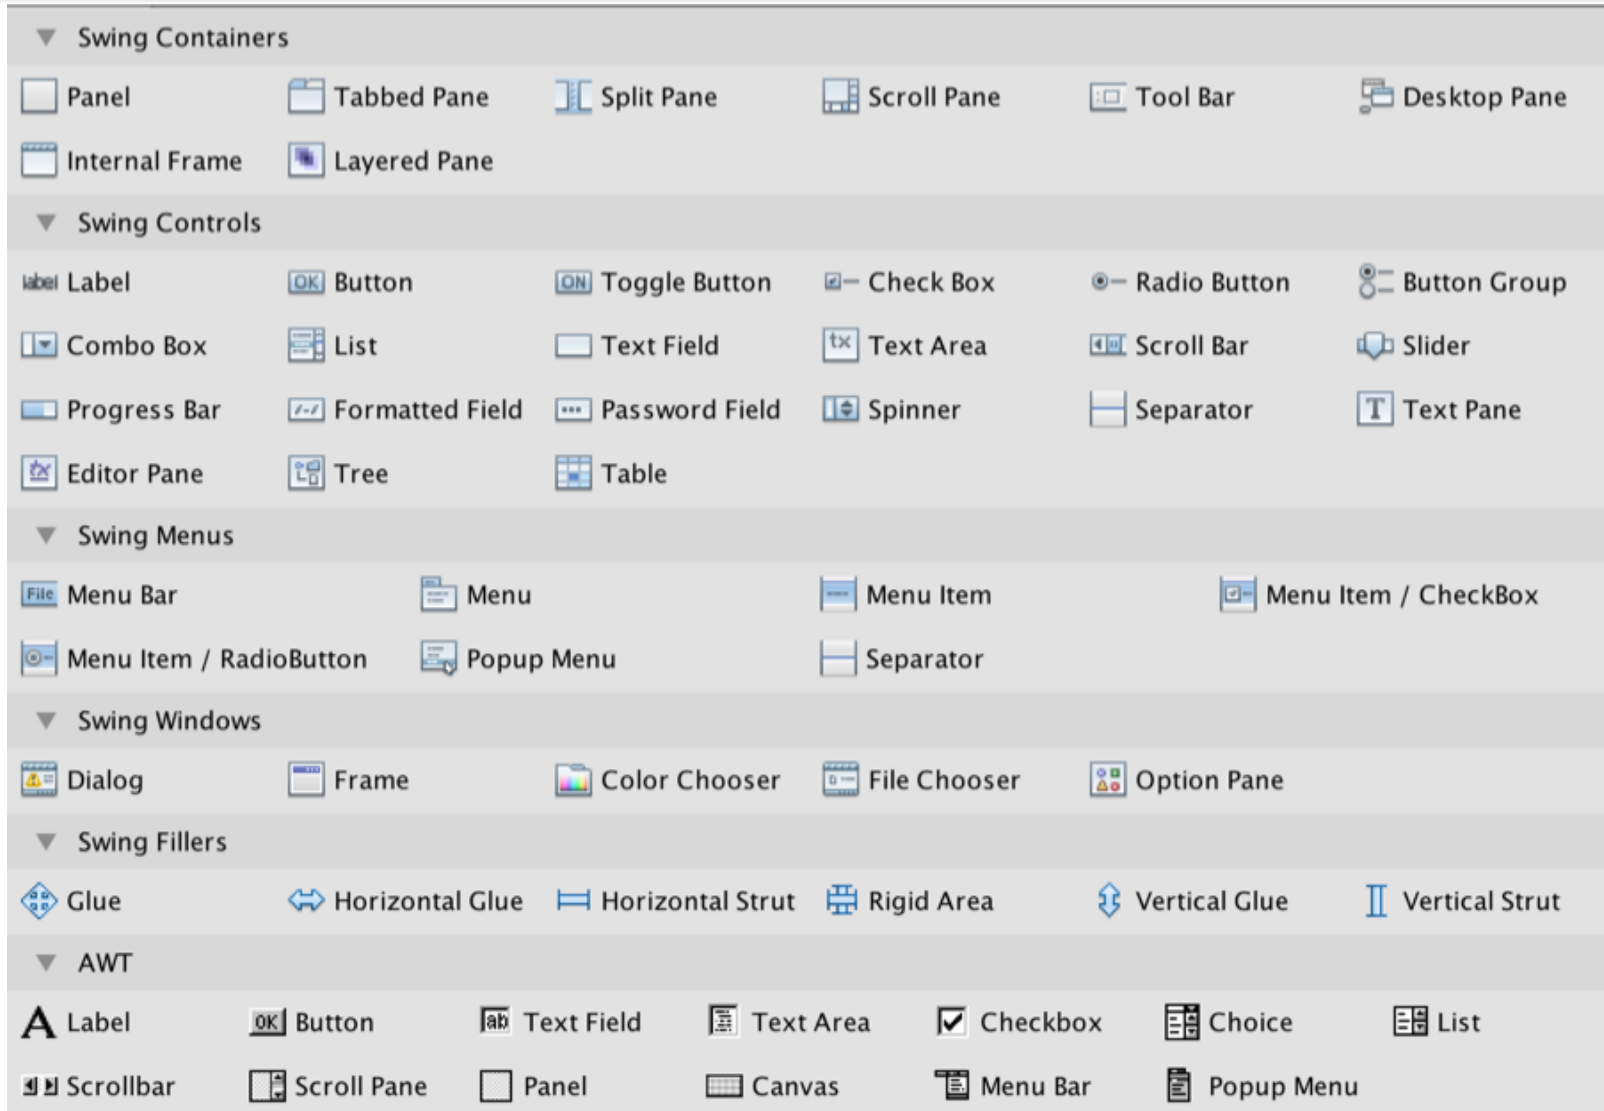 Swing Containers
Panel Tabbed Pane Split Pane Scroll Pane Tool Bar Desktop Pane
Internal Frame Layered Pane
Swing Controls
label Label OK Button ON Toggle Button Check Box Radio Button Button Group
Combo Box List Text Field tx Text Area Scroll Bar Slider
Progress Bar Formatted Field Password Field Spinner Separator T Text Pane
tx Editor Pane Tree Table
Swing Menus
File Menu Bar Menu Menu Item Menu Item / CheckBox
Menu Item / RadioButton Popup Menu Separator
Swing Windows
Dialog Frame Color Chooser File Chooser Option Pane
Swing Fillers
Glue Horizontal Glue Horizontal Strut Rigid Area Vertical Glue Vertical Strut
AWT
A Label OK Button ab Text Field Text Area Checkbox Choice List
Scrollbar Scroll Pane Panel Canvas Menu Bar Popup Menu